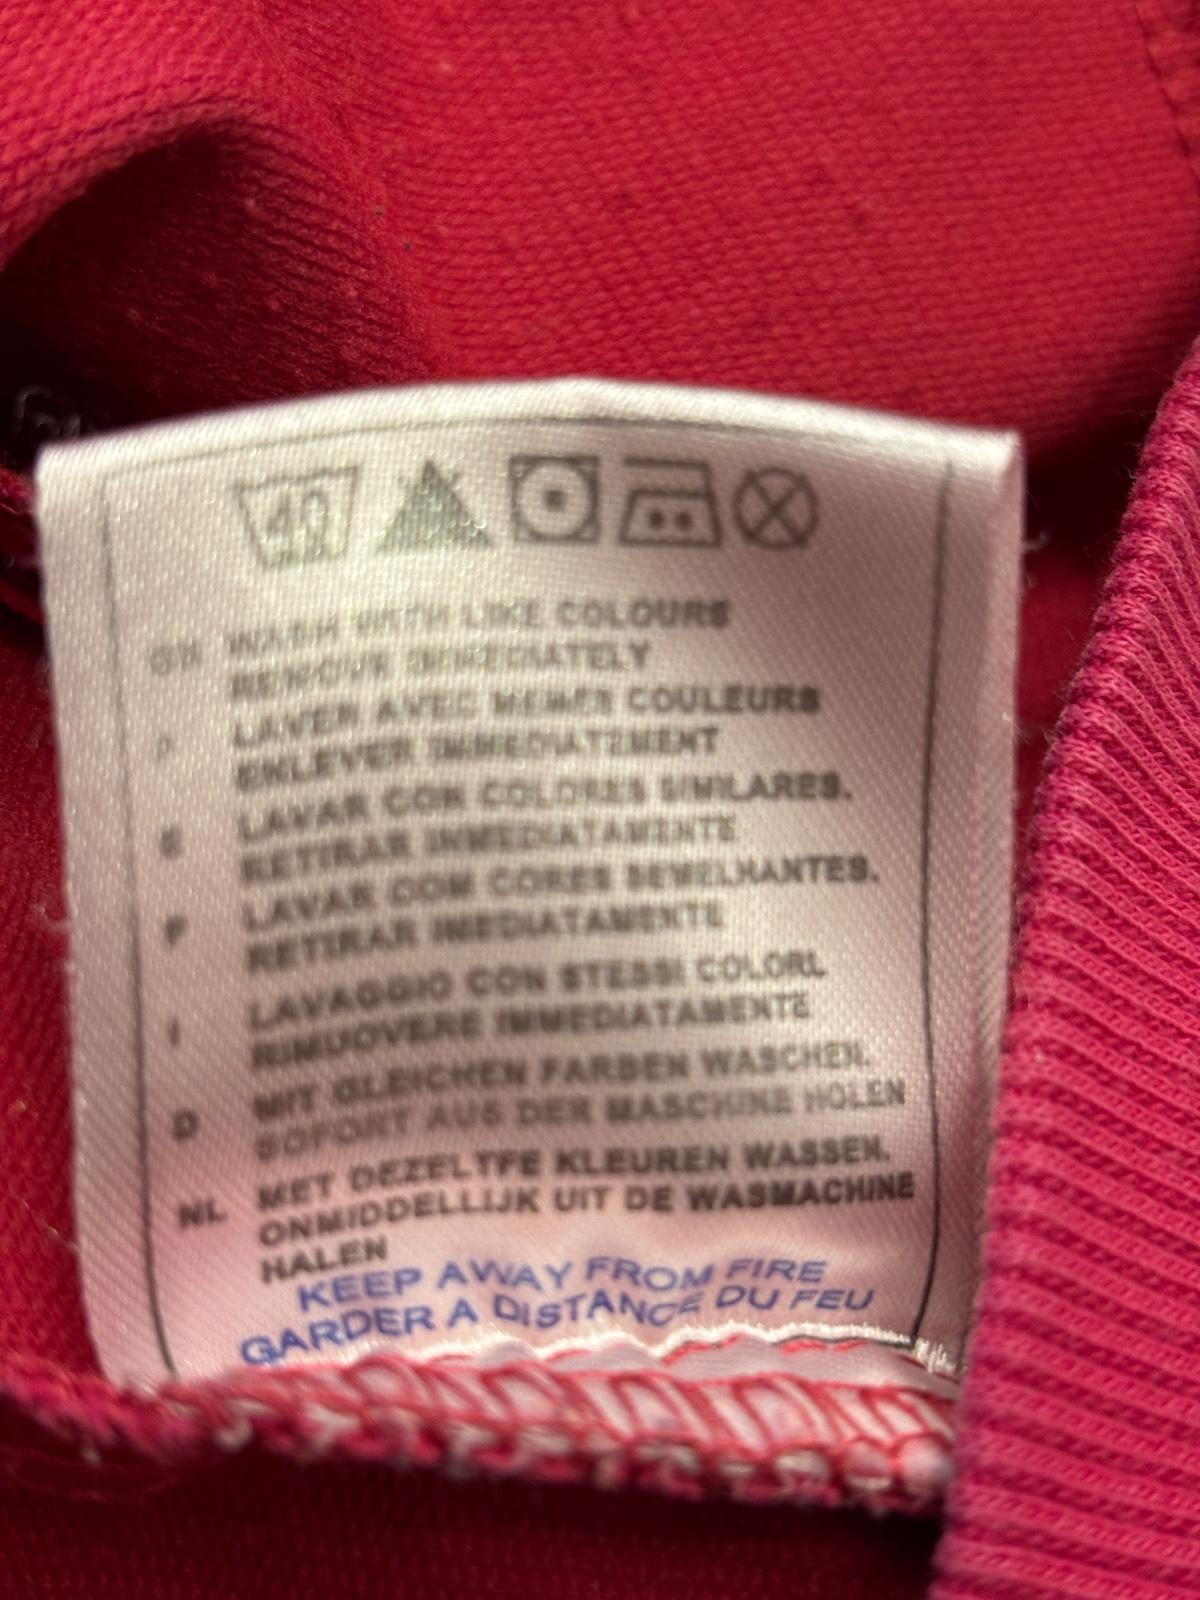 40
GB WASH WITH LIKE COLOURS
REMOVE IMMEDIATELY
F LAVER AVEC MEMES COULEURS
ENLEVER IMMEDIATEMENT
E LAVAR CON COLORES SIMILARES.
RETIRAR INMEDIATAMENTE
P LAVAR COM CORES SEMELHANTES.
RETIRAR IMEDIATAMENTE
I LAVAGGIO CON STESSI COLORI.
RIMUOVERE IMMEDIATAMENTE
D MIT GLEICHEN FARBEN WASCHEN.
SOFORT AUS DER MASCHINE HOLEN
NL MET DEZELFDE KLEUREN WASSEN.
ONMIDDELLIJK UIT DE WASMACHINE
HALEN
KEEP AWAY FROM FIRE
GARDER A DISTANCE DU FEU